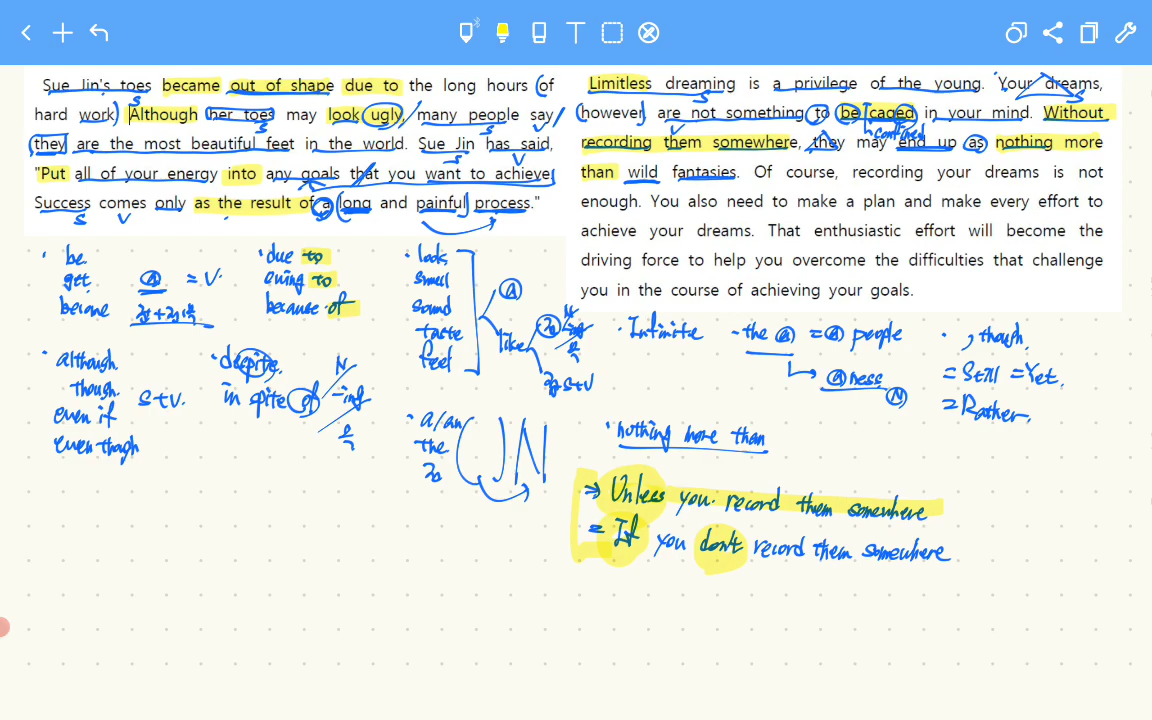 Sue Jin's toes became out of shape due to the long hours of
hard work. Although her toes may look ugly, many people say
they are the most beautiful feet in the world. Sue Jin has said,
"Put all of your energy into any goals that you want to achieve.
Success comes only as the result of a long and painful process."
Limitless dreaming is a privilege of the young. Your dreams,
however, are not something to be caged in your mind. Without
confined
recording them somewhere, they may end up as nothing more
than wild fantasies. Of course, recording your dreams is not
enough. You also need to make a plan and make every effort to
achieve your dreams. That enthusiastic effort will become the
driving force to help you overcome the difficulties that challenge
you in the course of achieving your goals.
be.
get
become
= V.
due to
owing to
because of
look
smell
sound
taste
feel
like
S+V
although
though.
even if
even though
S+V.
despite.
in spite of
N
-ing
a/an
the
N
Infinite
the ⓐ = ⓐ people
ⓐness
, though.
= Still = Yet.
= Rather.
nothing more than
⇒ Unless you record them somewhere
= If you don't record them somewhere